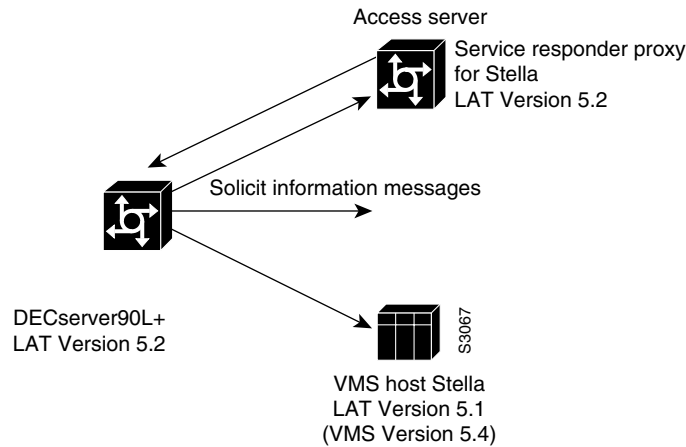 Access server
Service responder proxy
for Stella
LAT Version 5.2
Solicit information messages
DECserver90L+
LAT Version 5.2
S3067
VMS host Stella
LAT Version 5.1
(VMS Version 5.4)